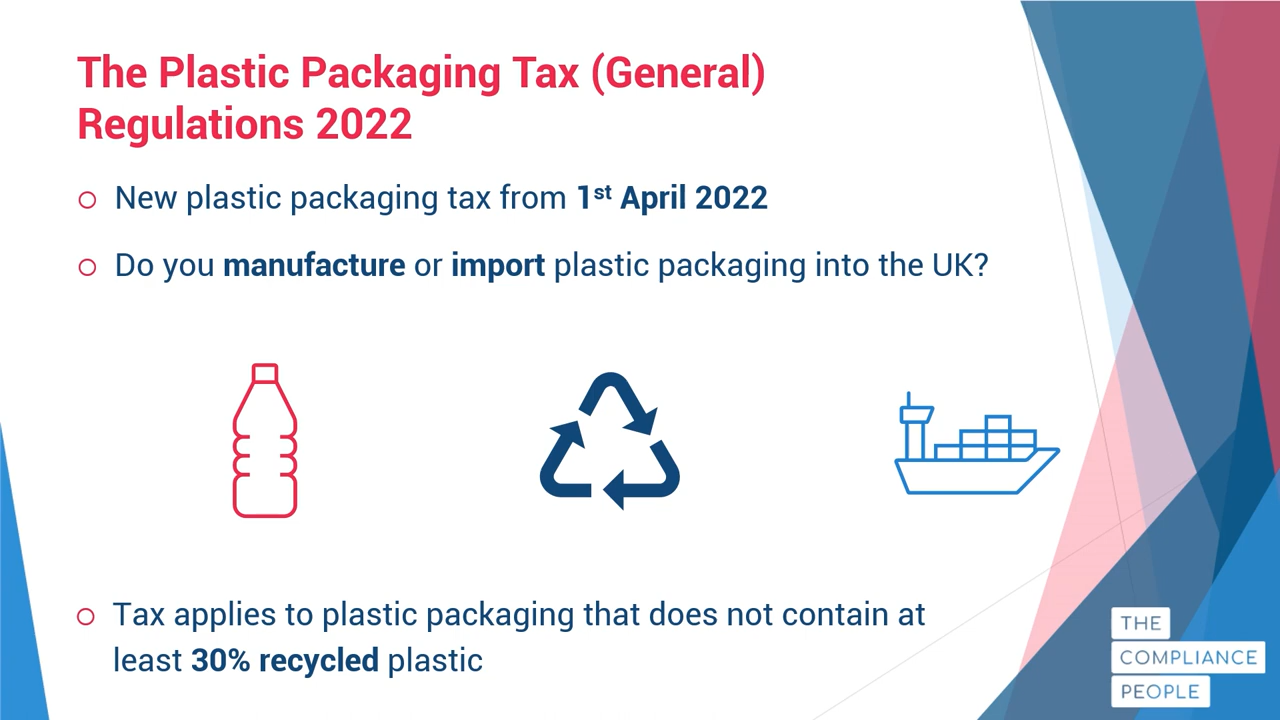 The Plastic Packaging Tax (General)
Regulations 2022
New plastic packaging tax from 1st April 2022
Do you manufacture or import plastic packaging into the UK?
Tax applies to plastic packaging that does not contain at
least 30% recycled plastic
THE
COMPLIANCE
PEOPLE